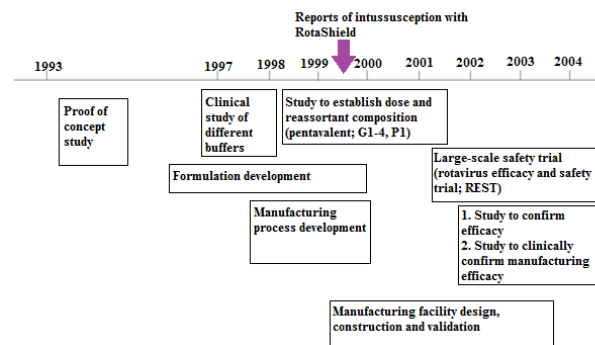 Reports of intussusception with
RotaShield
1993 1997 1998 1999 2000 2001 2002 2003 2004
Proof of
concept
study
Clinical
study of
different
buffers
Study to establish dose and
reassortant composition
(pentavalent; G1-4, P1)
Large-scale safety trial
(rotavirus efficacy and safety
trial; REST)
Formulation development
Manufacturing
process development
1. Study to confirm
efficacy
2. Study to clinically
confirm manufacturing
efficacy
Manufacturing facility design,
construction and validation